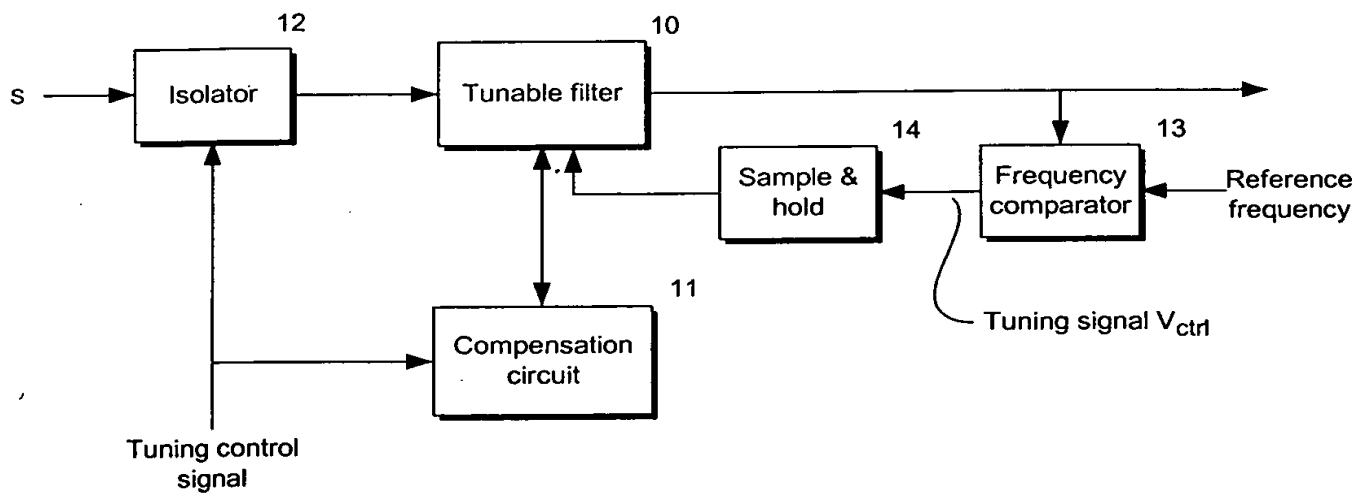 12
10
S
Isolator
Tunable filter
14
13
Sample &
hold
Frequency
comparator
Reference
frequency
11
Tuning signal Vctrl
Compensation
circuit
Tuning control
signal